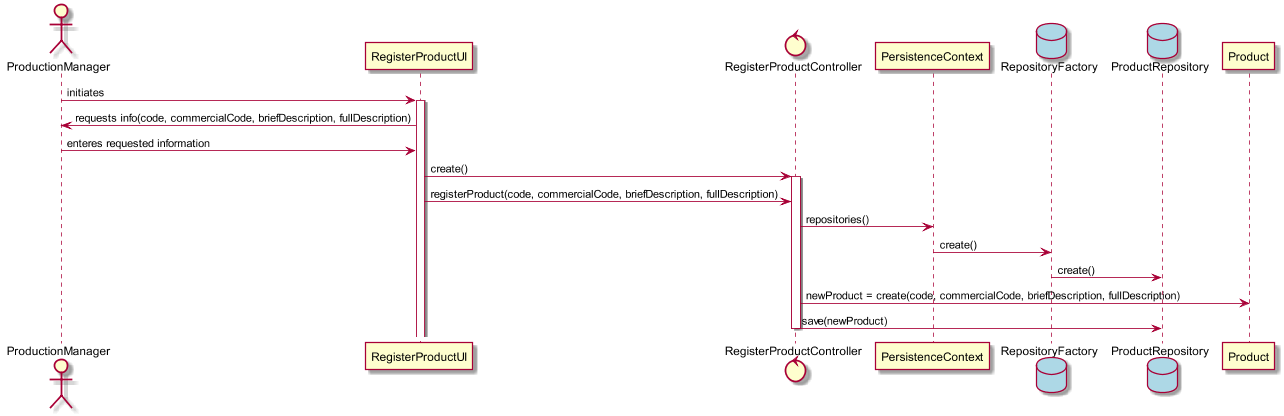 ProductionManager
RegisterProductUI
RegisterProductController
PersistenceContext
RepositoryFactory
ProductRepository
Product
initiates
requests info(code, commercialCode, briefDescription, fullDescription)
enteres requested information
create()
registerProduct(code, commercialCode, briefDescription, fullDescription)
repositories()
create()
create()
newProduct = create(code, commercialCode, briefDescription, fullDescription)
save(newProduct)
ProductionManager
RegisterProductUI
RegisterProductController
PersistenceContext
RepositoryFactory
ProductRepository
Product